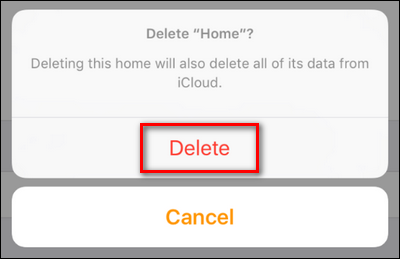 Delete “Home”?
Deleting this home will also delete all of its data from
iCloud.
Delete
Cancel